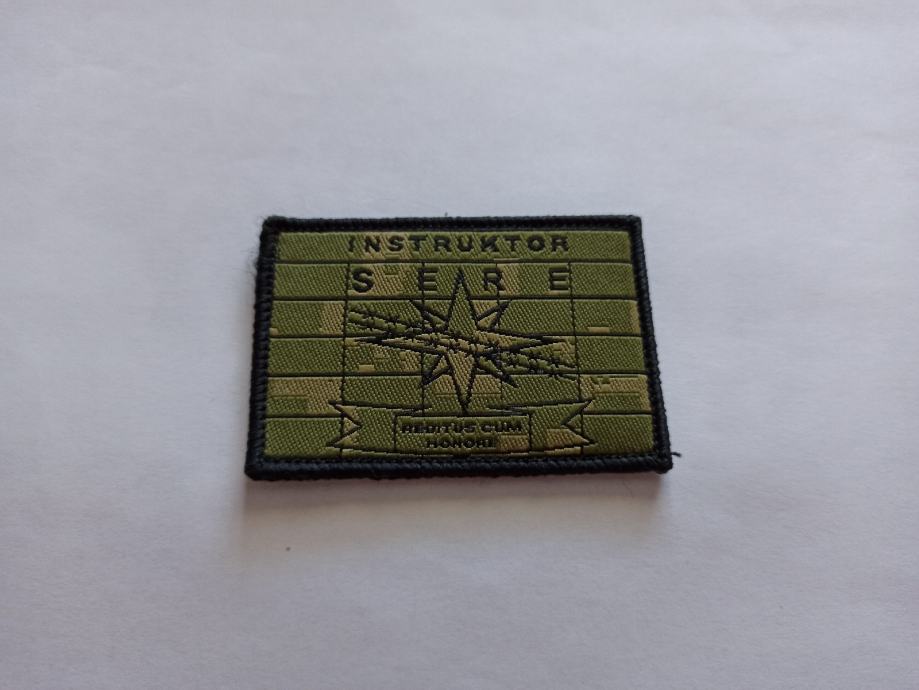 INSTRUKTOR
SERE
REDITUS CUM
HONORE